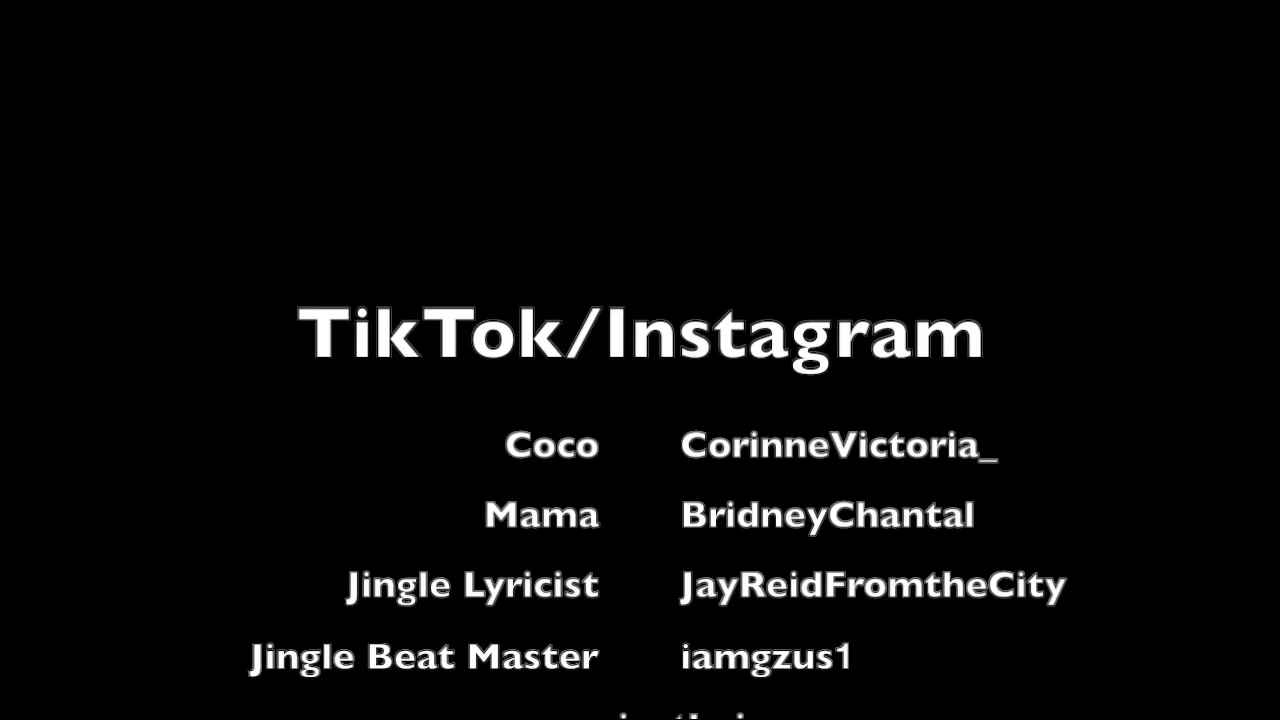 TikTok/Instagram
Coco CorinneVictoria_
Mama BridneyChantal
Jingle Lyricist JayReidFromtheCity
Jingle Beat Master iamgzus1